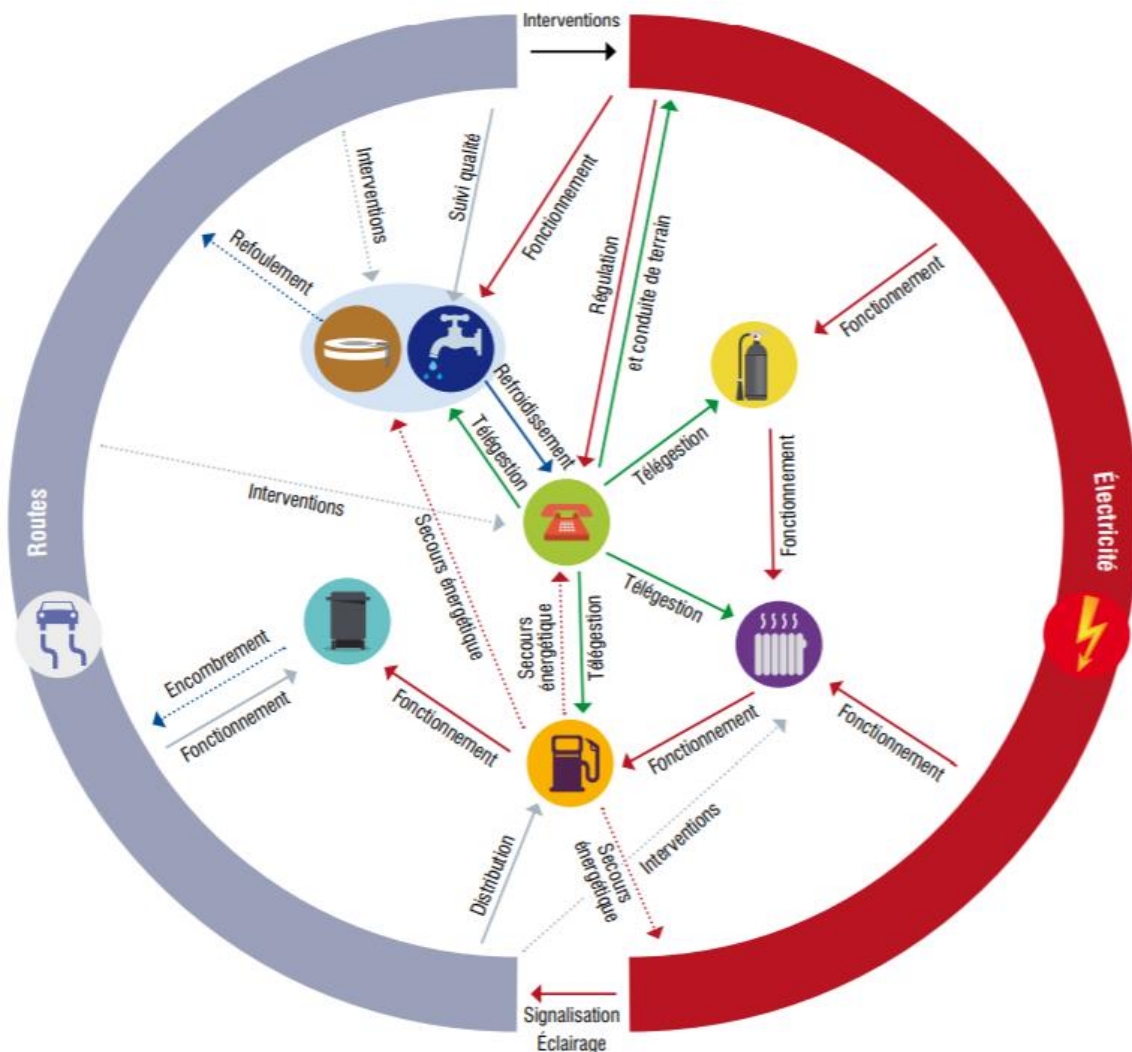 Interventions
Interventions
Suivi qualité
Fonctionnement
Régulation
et conduite de terrain
Refoulement
Fonctionnement
Refroidissement
Télégestion
Télégestion
Fonctionnement
Interventions
Routes
Électricité
Secours énergétique
Télégestion
Secours
énergétique
Télégestion
Encombrement
Fonctionnement
Fonctionnement
Fonctionnement
Fonctionnement
Distribution
Secours
énergétique
Interventions
Signalisation
Éclairage